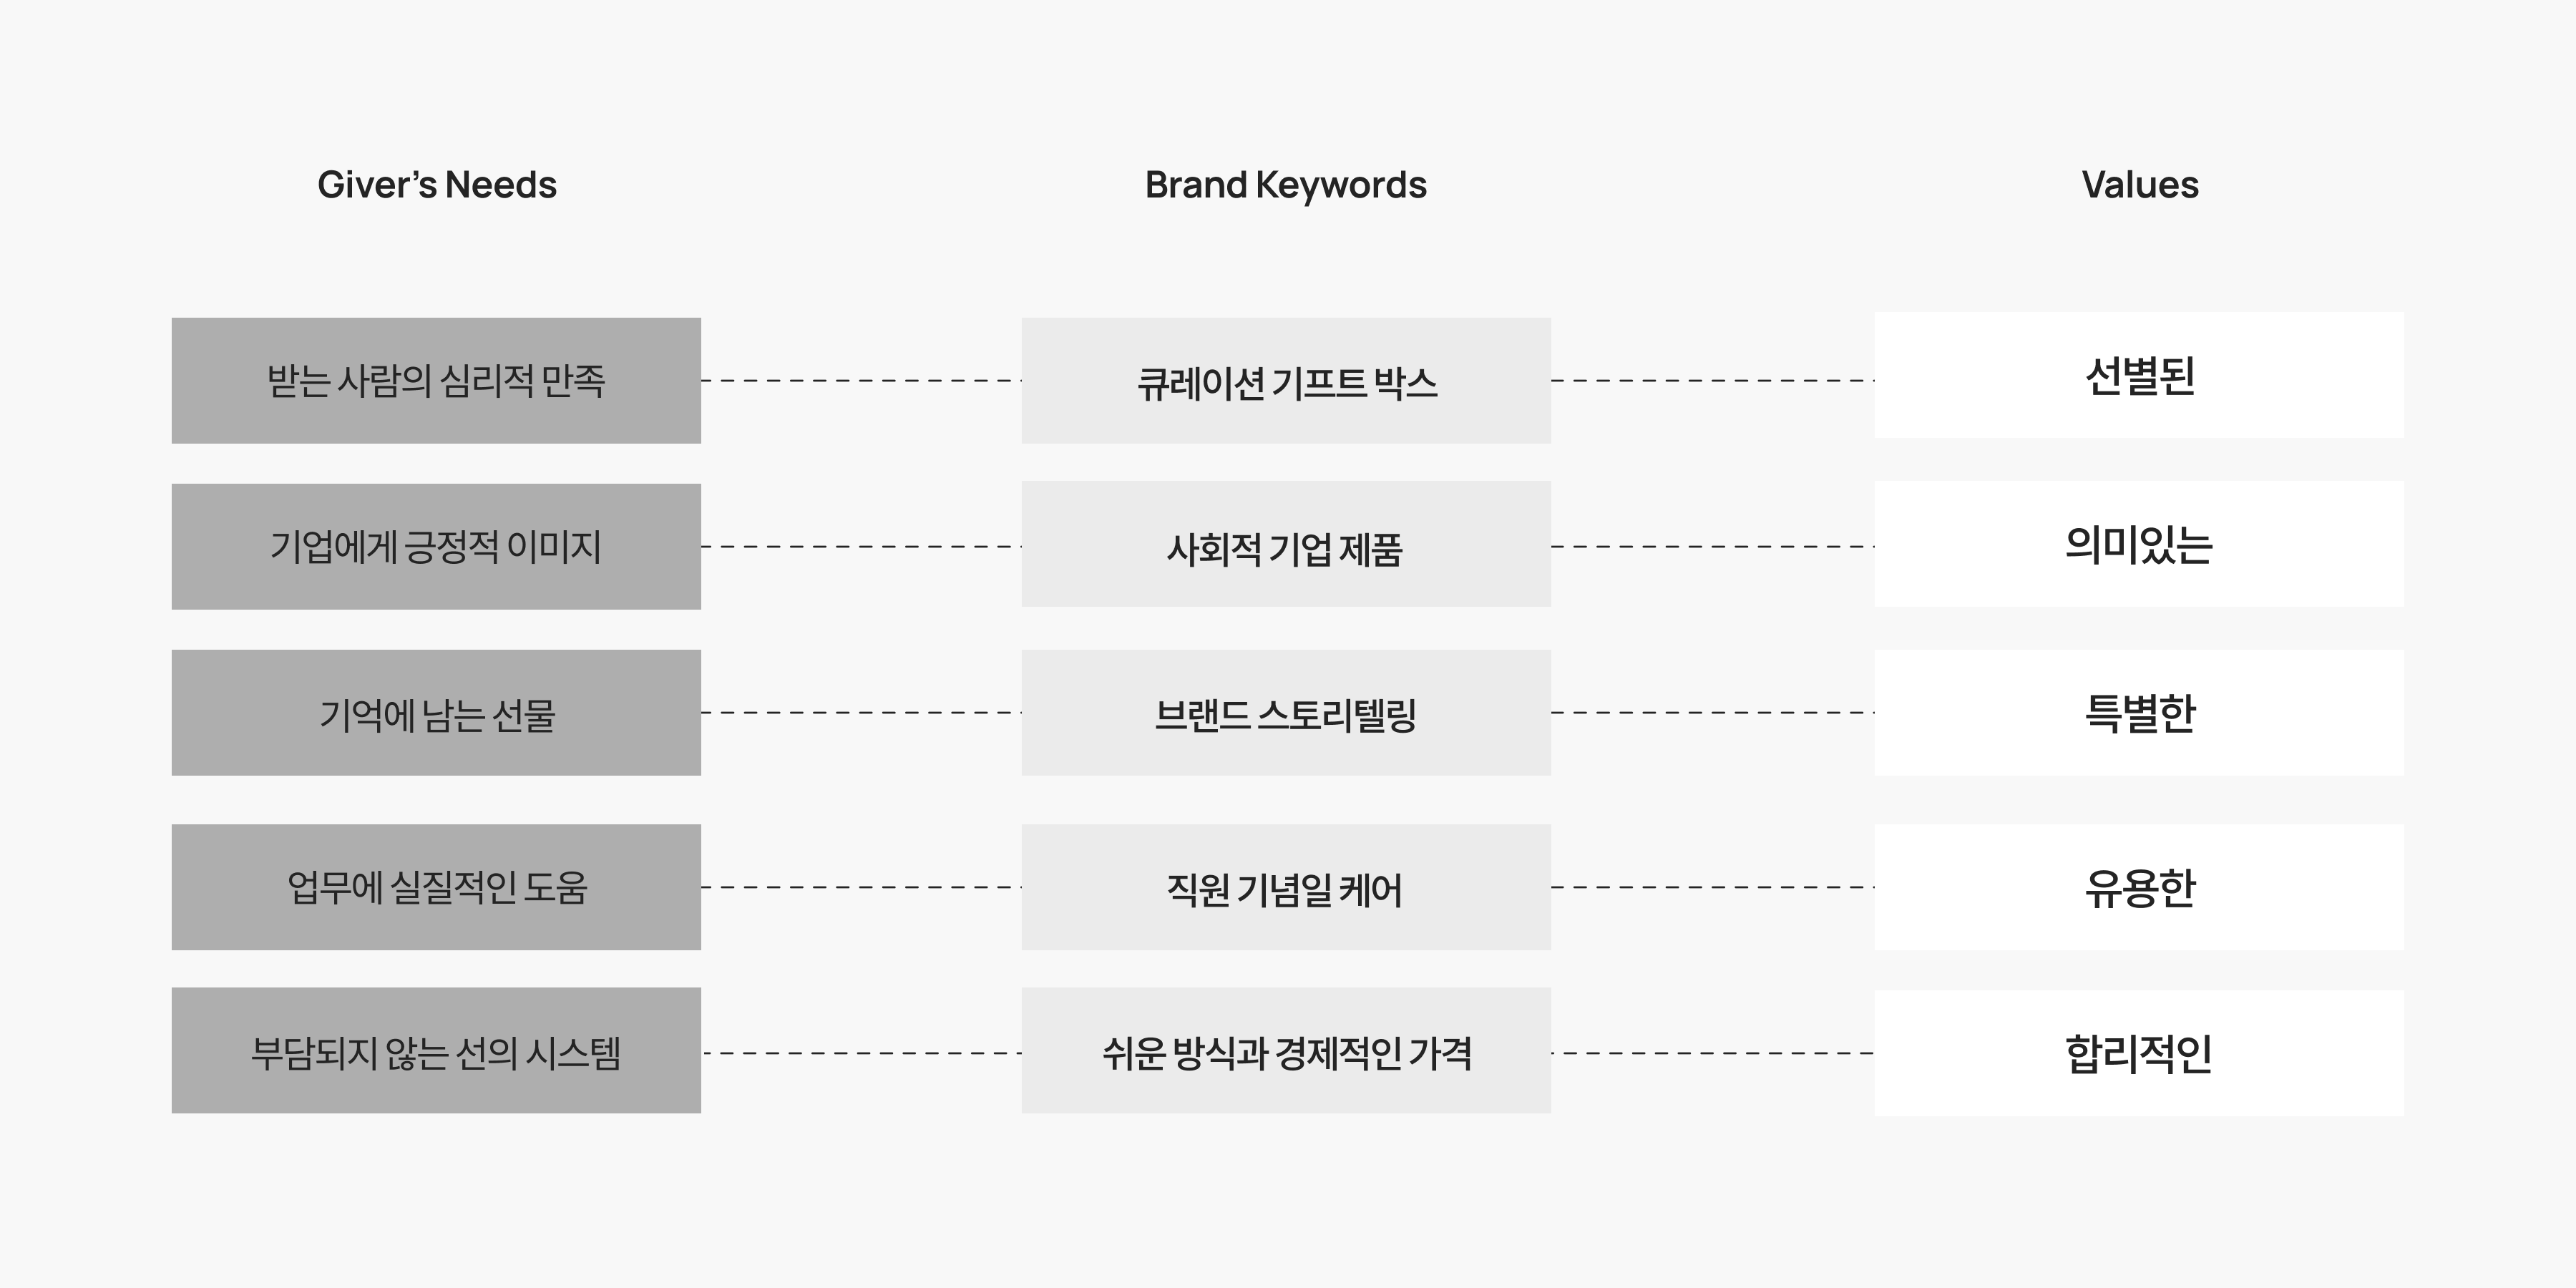 Giver's Needs
Brand Keywords
Values
받는 사람의 심리적 만족
큐레이션 기프트 박스
선별된
기업에게 긍정적 이미지
사회적 기업 제품
의미있는
기억에 남는 선물
브랜드 스토리텔링
특별한
업무에 실질적인 도움
직원 기념일 케어
유용한
부담되지 않는 선의 시스템
쉬운 방식과 경제적인 가격
합리적인